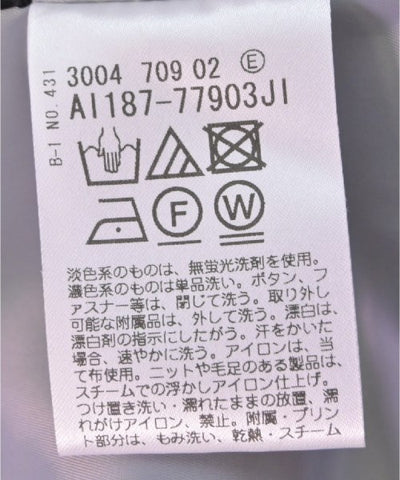 B-1 NO.431
3004 709 02 Ⓔ
AI187-77903JI
F
W
淡色系のものは、無蛍光洗剤を使用。
濃色系のものは単品洗い。ボタン、フ
ァスナー等は、閉じて洗う。取り外し
可能な附属品は、外して洗う。漂白は、
漂白剤の指示にしたがう。汗をかいた
場合、速やかに洗う。アイロンは、当
て布使用。ニットや毛足のある製品は、
スチームでの浮かしアイロン仕上げ。
つけ置き洗い・濡れたままの放置、濡
れがけアイロン、禁止。附属・プリン
ト部分は、もみ洗い、乾熱・スチーム